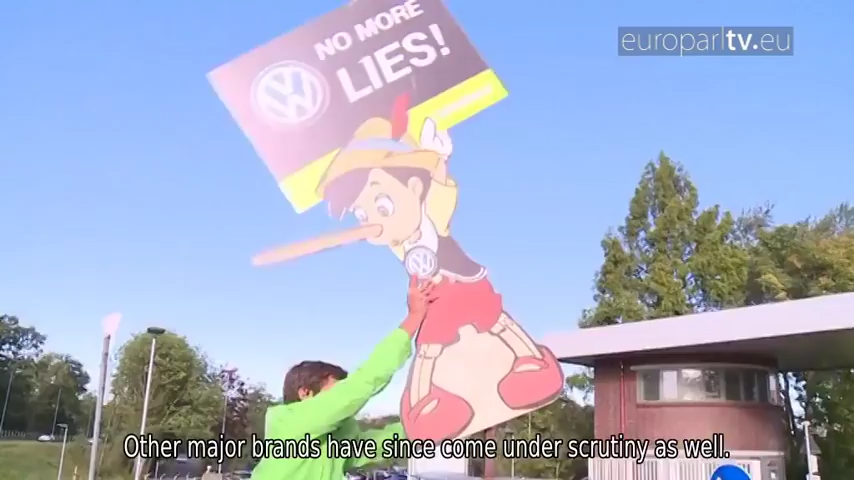 NO MORE
LIES!
europarltv.eu
Other major brands have since come under scrutiny as well.